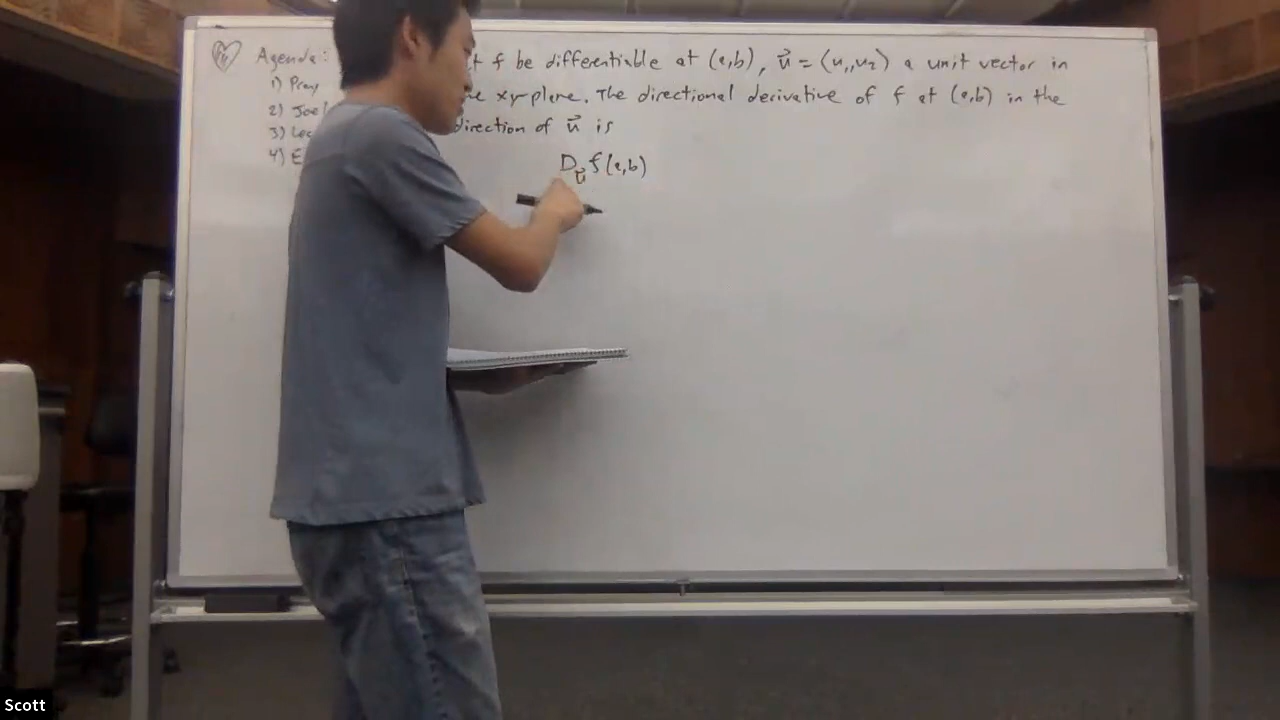 Agenda:
1) Pray
2) Joel
3) Lec
4) E
t f be differentiable at (a,b), u⃗ = ⟨u₁,u₂⟩ a unit vector in
xy-plane. The directional derivative of f at (a,b) in the
direction of u⃗ is
D_u⃗ f(a,b)
Scott